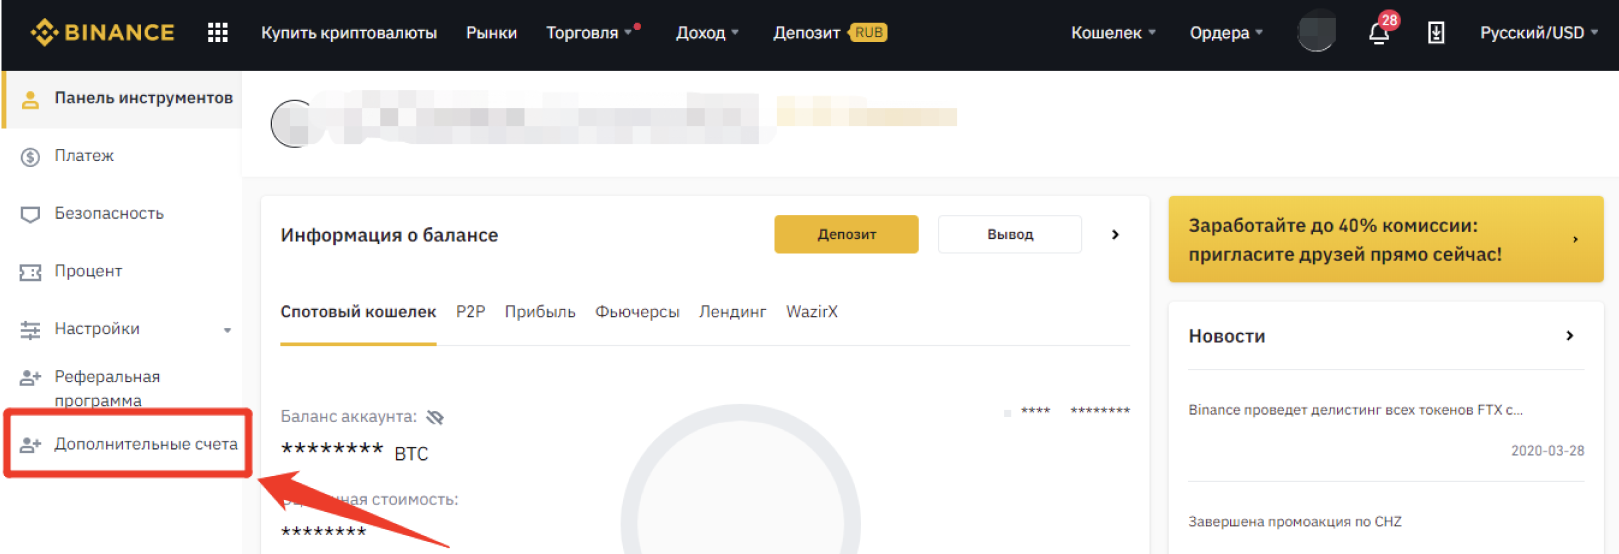 BINANCE Купить криптовалюты Рынки Торговля Доход Депозит RUB Кошелек Ордера 28 Русский/USD
Панель инструментов
Платеж
Безопасность
Процент
Настройки
Реферальная
программа
Дополнительные счета
Информация о балансе
Депозит
Вывод
Спотовый кошелек P2P Прибыль Фьючерсы Лендинг WazirX
Баланс аккаунта:
******** BTC
стоимость:
********
**** ********
Заработайте до 40% комиссии:
пригласите друзей прямо сейчас!
Новости
Binance проведет делистинг всех токенов FTX с...
2020-03-28
Завершена промоакция по CHZ